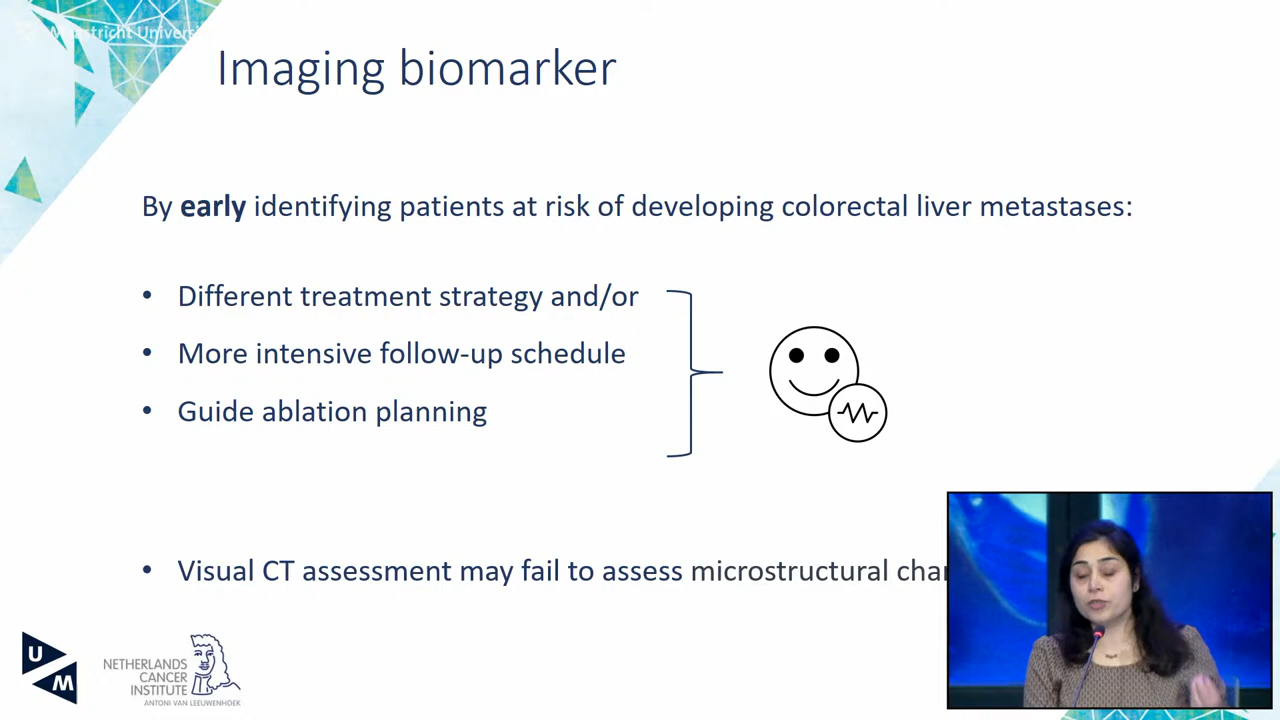 Maastricht University
Imaging biomarker
By early identifying patients at risk of developing colorectal liver metastases:
• Different treatment strategy and/or
• More intensive follow-up schedule
• Guide ablation planning
• Visual CT assessment may fail to assess microstructural
U
M
NETHERLANDS
CANCER
INSTITUTE
ANTONI VAN LEEUWENHOEK